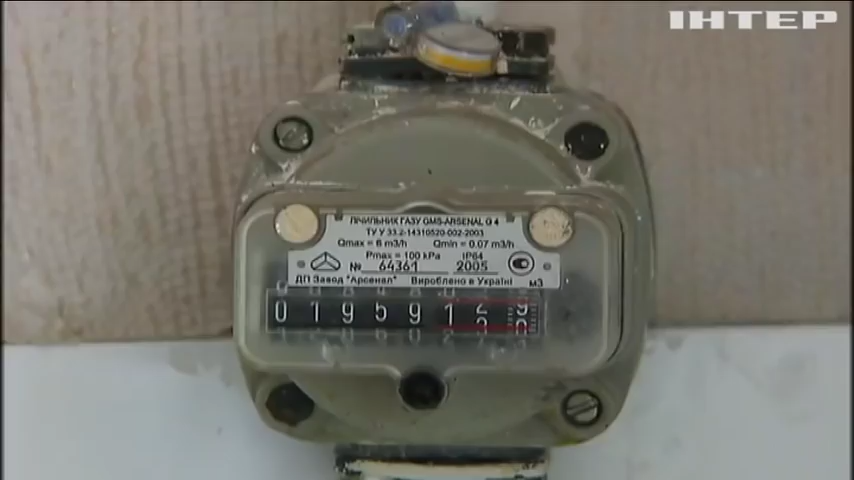 ІНТЕР
ЛІЧИЛЬНИК ГАЗУ GMS-ARSENAL G 4
ТУ У 33.2-14310520-002-2003
Qmax = 6 m3/h Qmin = 0.07 m3/h
Pmax = 100 kPa IP64
№ 64361 2005
ДП Завод "Арсенал" Вироблено в Україні м3
0 1 9 5 9 1